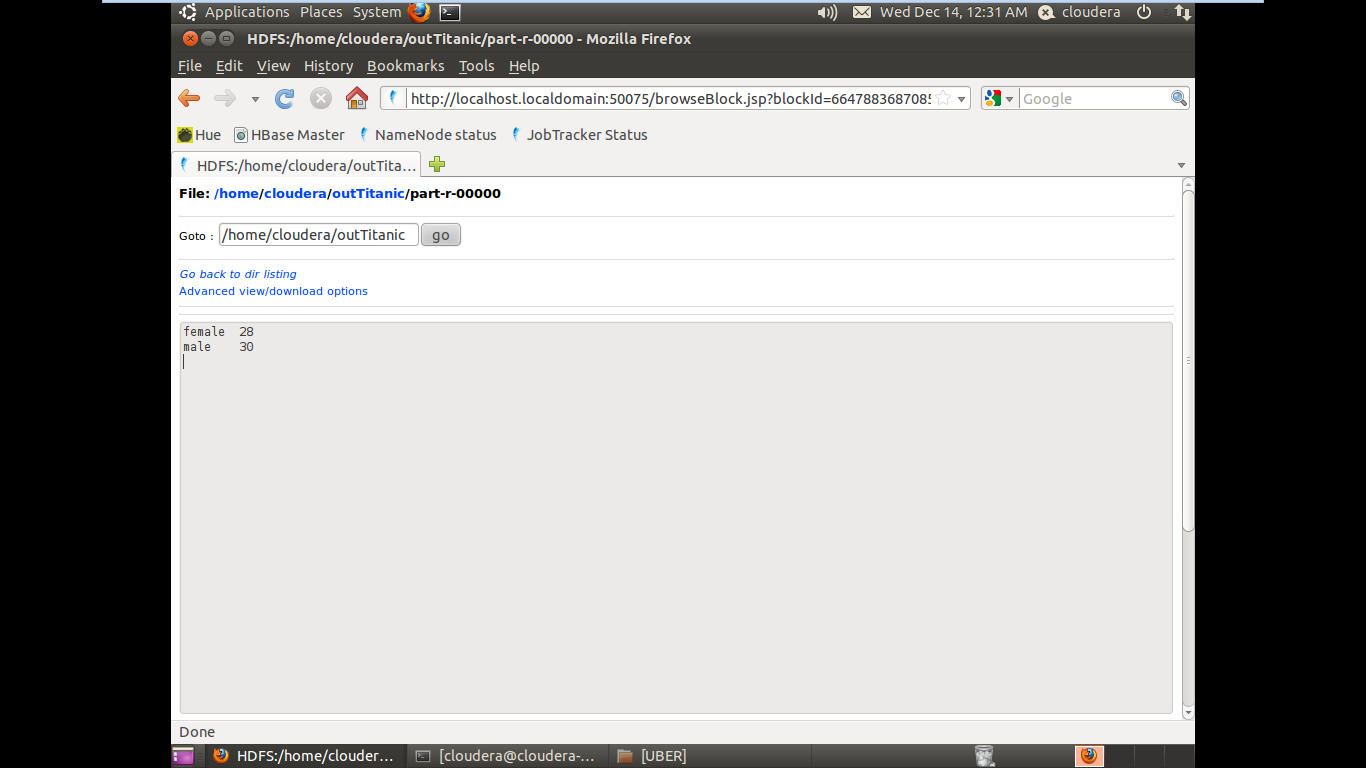 Applications Places System Wed Dec 14, 12:31 AM cloudera
HDFS:/home/cloudera/outTitanic/part-r-00000 - Mozilla Firefox
File Edit View History Bookmarks Tools Help
http://localhost.localdomain:50075/browseBlock.jsp?blockId=664788368708 Google
Hue HBase Master NameNode status JobTracker Status
HDFS:/home/cloudera/outTita...
File: /home/cloudera/outTitanic/part-r-00000
Goto : /home/cloudera/outTitanic go
Go back to dir listing
Advanced view/download options
female 28
male 30
Done
HDFS:/home/clouder... [cloudera@cloudera-... [UBER]